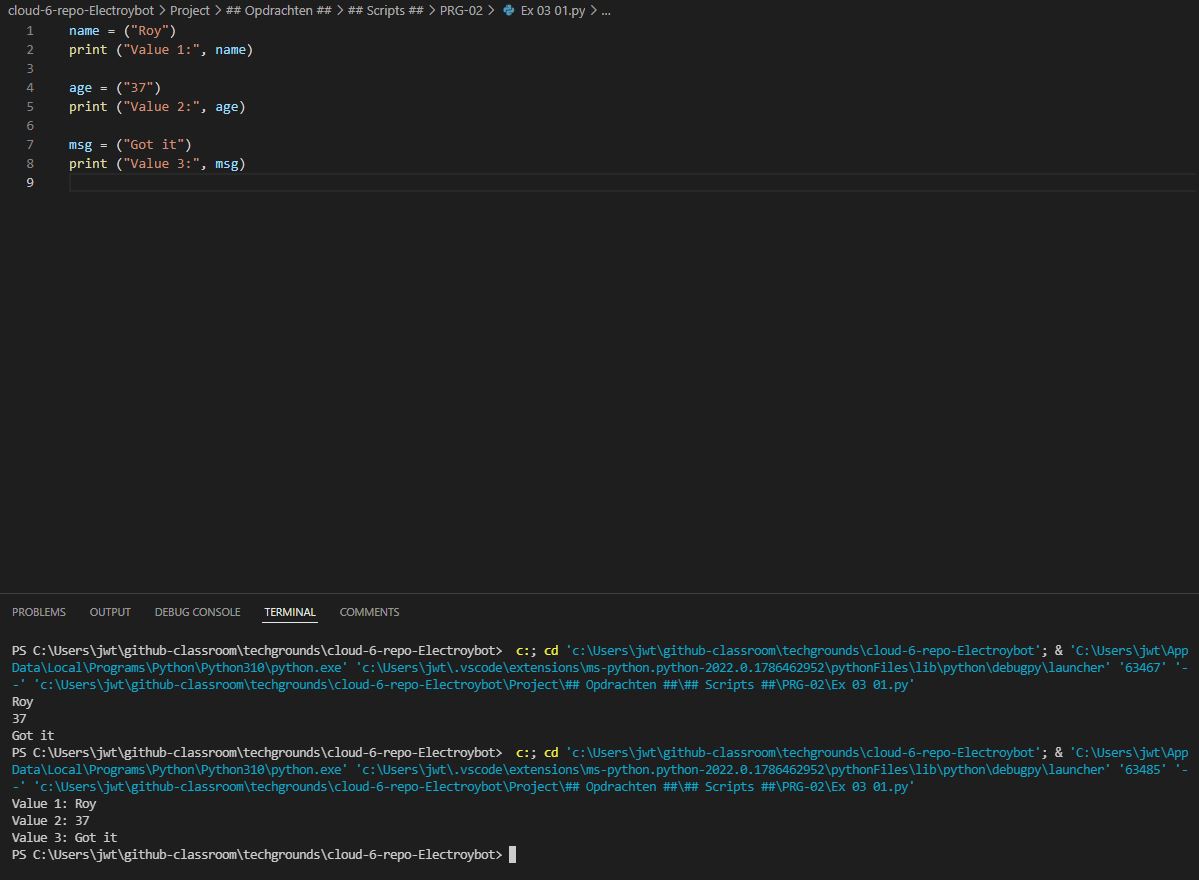 cloud-6-repo-Electroybot > Project > ## Opdrachten ## > ## Scripts ## > PRG-02 > Ex 03 01.py > ...
1 name = ("Roy")
2 print ("Value 1:", name)
3
4 age = ("37")
5 print ("Value 2:", age)
6
7 msg = ("Got it")
8 print ("Value 3:", msg)
9
PROBLEMS OUTPUT DEBUG CONSOLE TERMINAL COMMENTS
PS C:\Users\jwt\github-classroom\techgrounds\cloud-6-repo-Electroybot>  c:; cd 'c:\Users\jwt\github-classroom\techgrounds\cloud-6-repo-Electroybot'; & 'C:\Users\jwt\App
Data\Local\Programs\Python\Python310\python.exe' 'c:\Users\jwt\.vscode\extensions\ms-python.python-2022.0.1786462952\pythonFiles\lib\python\debugpy\launcher' '63467' '-
-' 'c:\Users\jwt\github-classroom\techgrounds\cloud-6-repo-Electroybot\Project\## Opdrachten ##\## Scripts ##\PRG-02\Ex 03 01.py'
Roy
37
Got it
PS C:\Users\jwt\github-classroom\techgrounds\cloud-6-repo-Electroybot>  c:; cd 'c:\Users\jwt\github-classroom\techgrounds\cloud-6-repo-Electroybot'; & 'C:\Users\jwt\App
Data\Local\Programs\Python\Python310\python.exe' 'c:\Users\jwt\.vscode\extensions\ms-python.python-2022.0.1786462952\pythonFiles\lib\python\debugpy\launcher' '63485' '-
-' 'c:\Users\jwt\github-classroom\techgrounds\cloud-6-repo-Electroybot\Project\## Opdrachten ##\## Scripts ##\PRG-02\Ex 03 01.py'
Value 1: Roy
Value 2: 37
Value 3: Got it
PS C:\Users\jwt\github-classroom\techgrounds\cloud-6-repo-Electroybot>